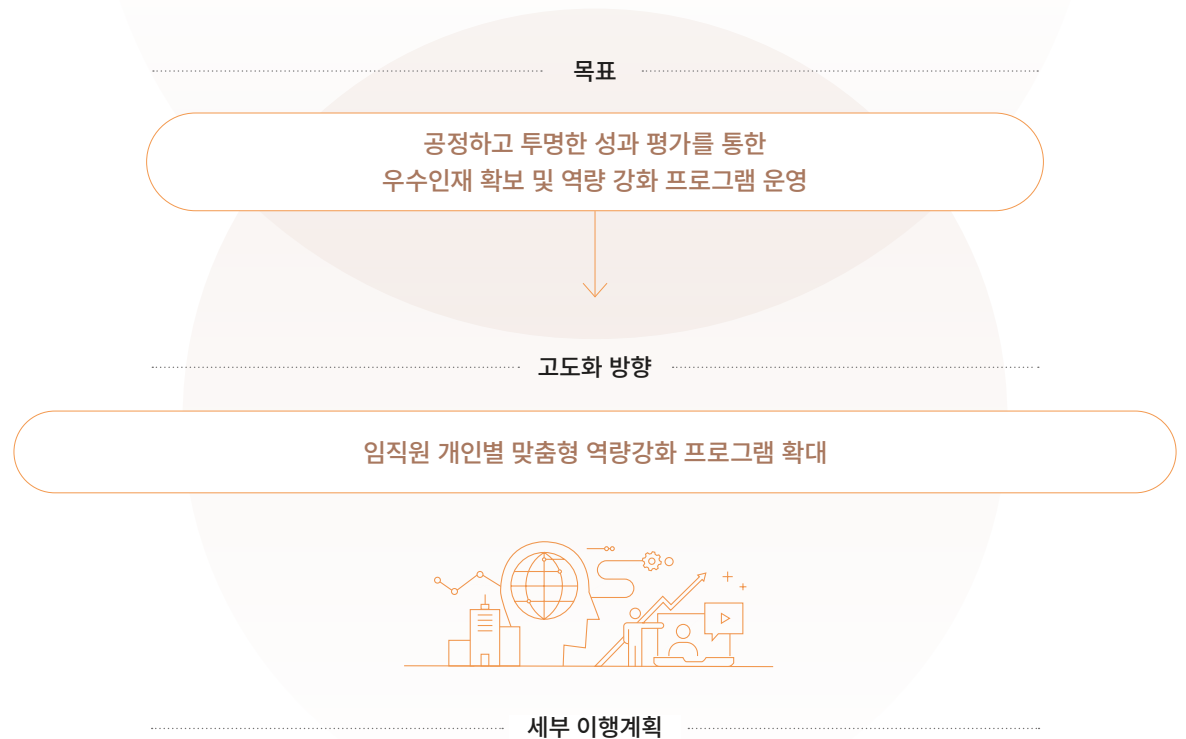 목표
공정하고 투명한 성과 평가를 통한
우수인재 확보 및 역량 강화 프로그램 운영
고도화 방향
임직원 개인별 맞춤형 역량강화 프로그램 확대
세부 이행계획